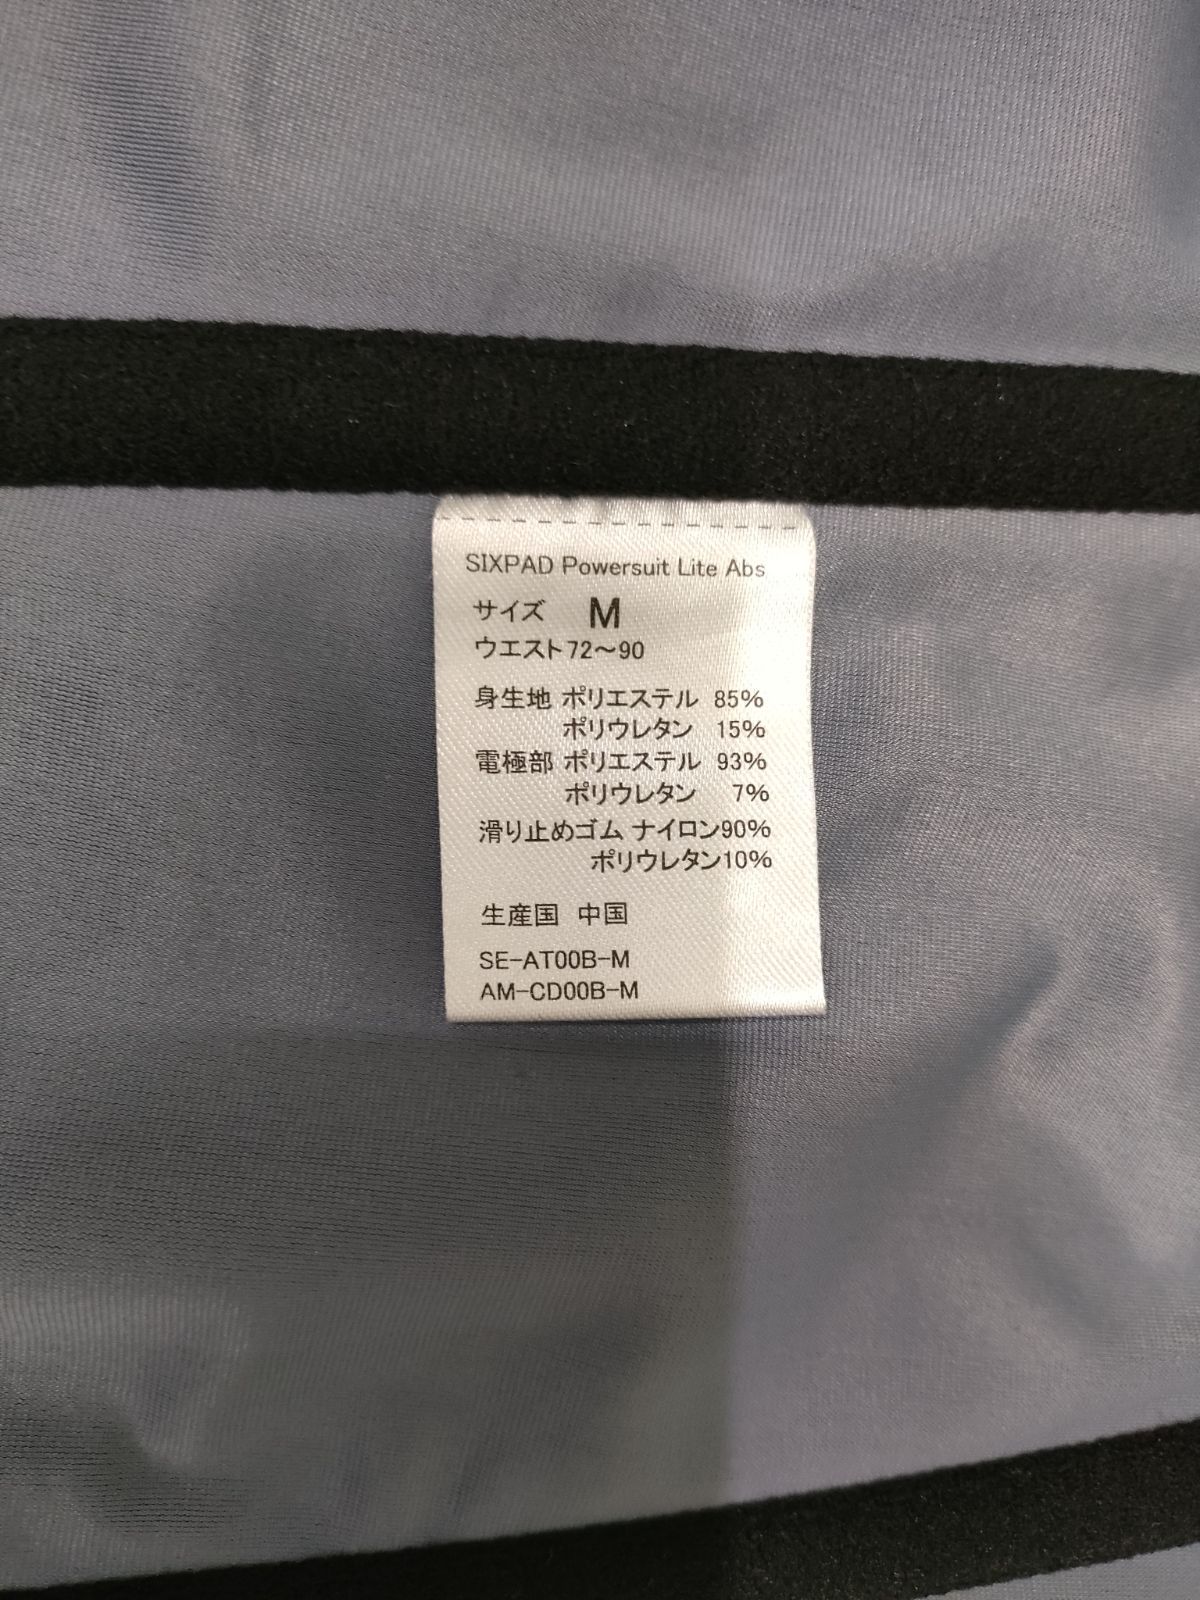 SIXPAD Powersuit Lite Abs
サイズ M
ウエスト72～90
身生地 ポリエステル 85%
ポリウレタン 15%
電極部 ポリエステル 93%
ポリウレタン 7%
滑り止めゴム ナイロン90%
ポリウレタン10%
生産国 中国
SE-AT00B-M
AM-CD00B-M